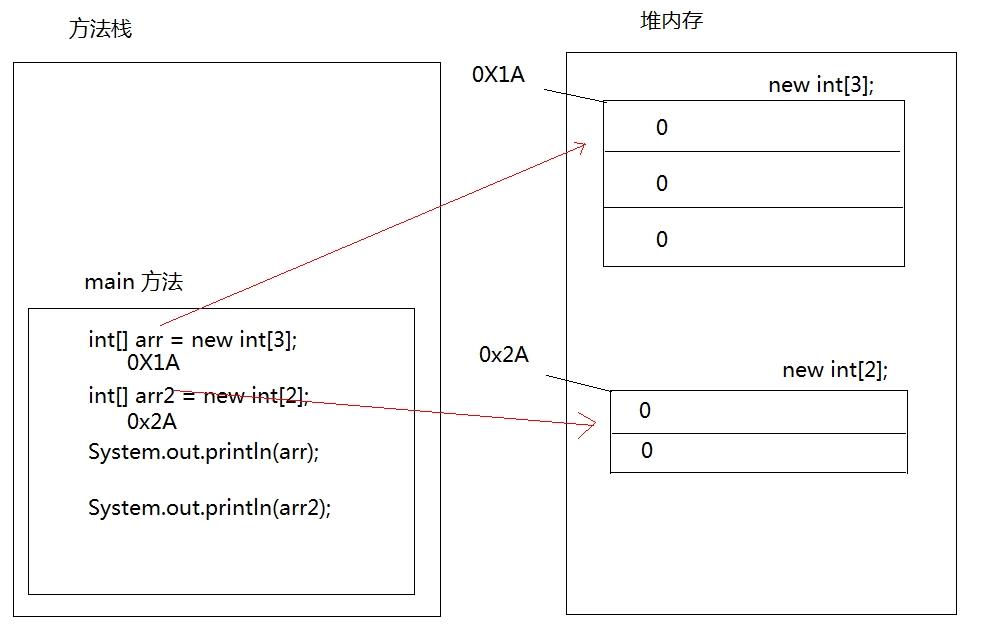 方法栈
main 方法
int[] arr = new int[3];
0X1A
int[] arr2 = new int[2];
0x2A
System.out.println(arr);
System.out.println(arr2);
堆内存
0X1A
new int[3];
0
0
0
0x2A
new int[2];
0
0